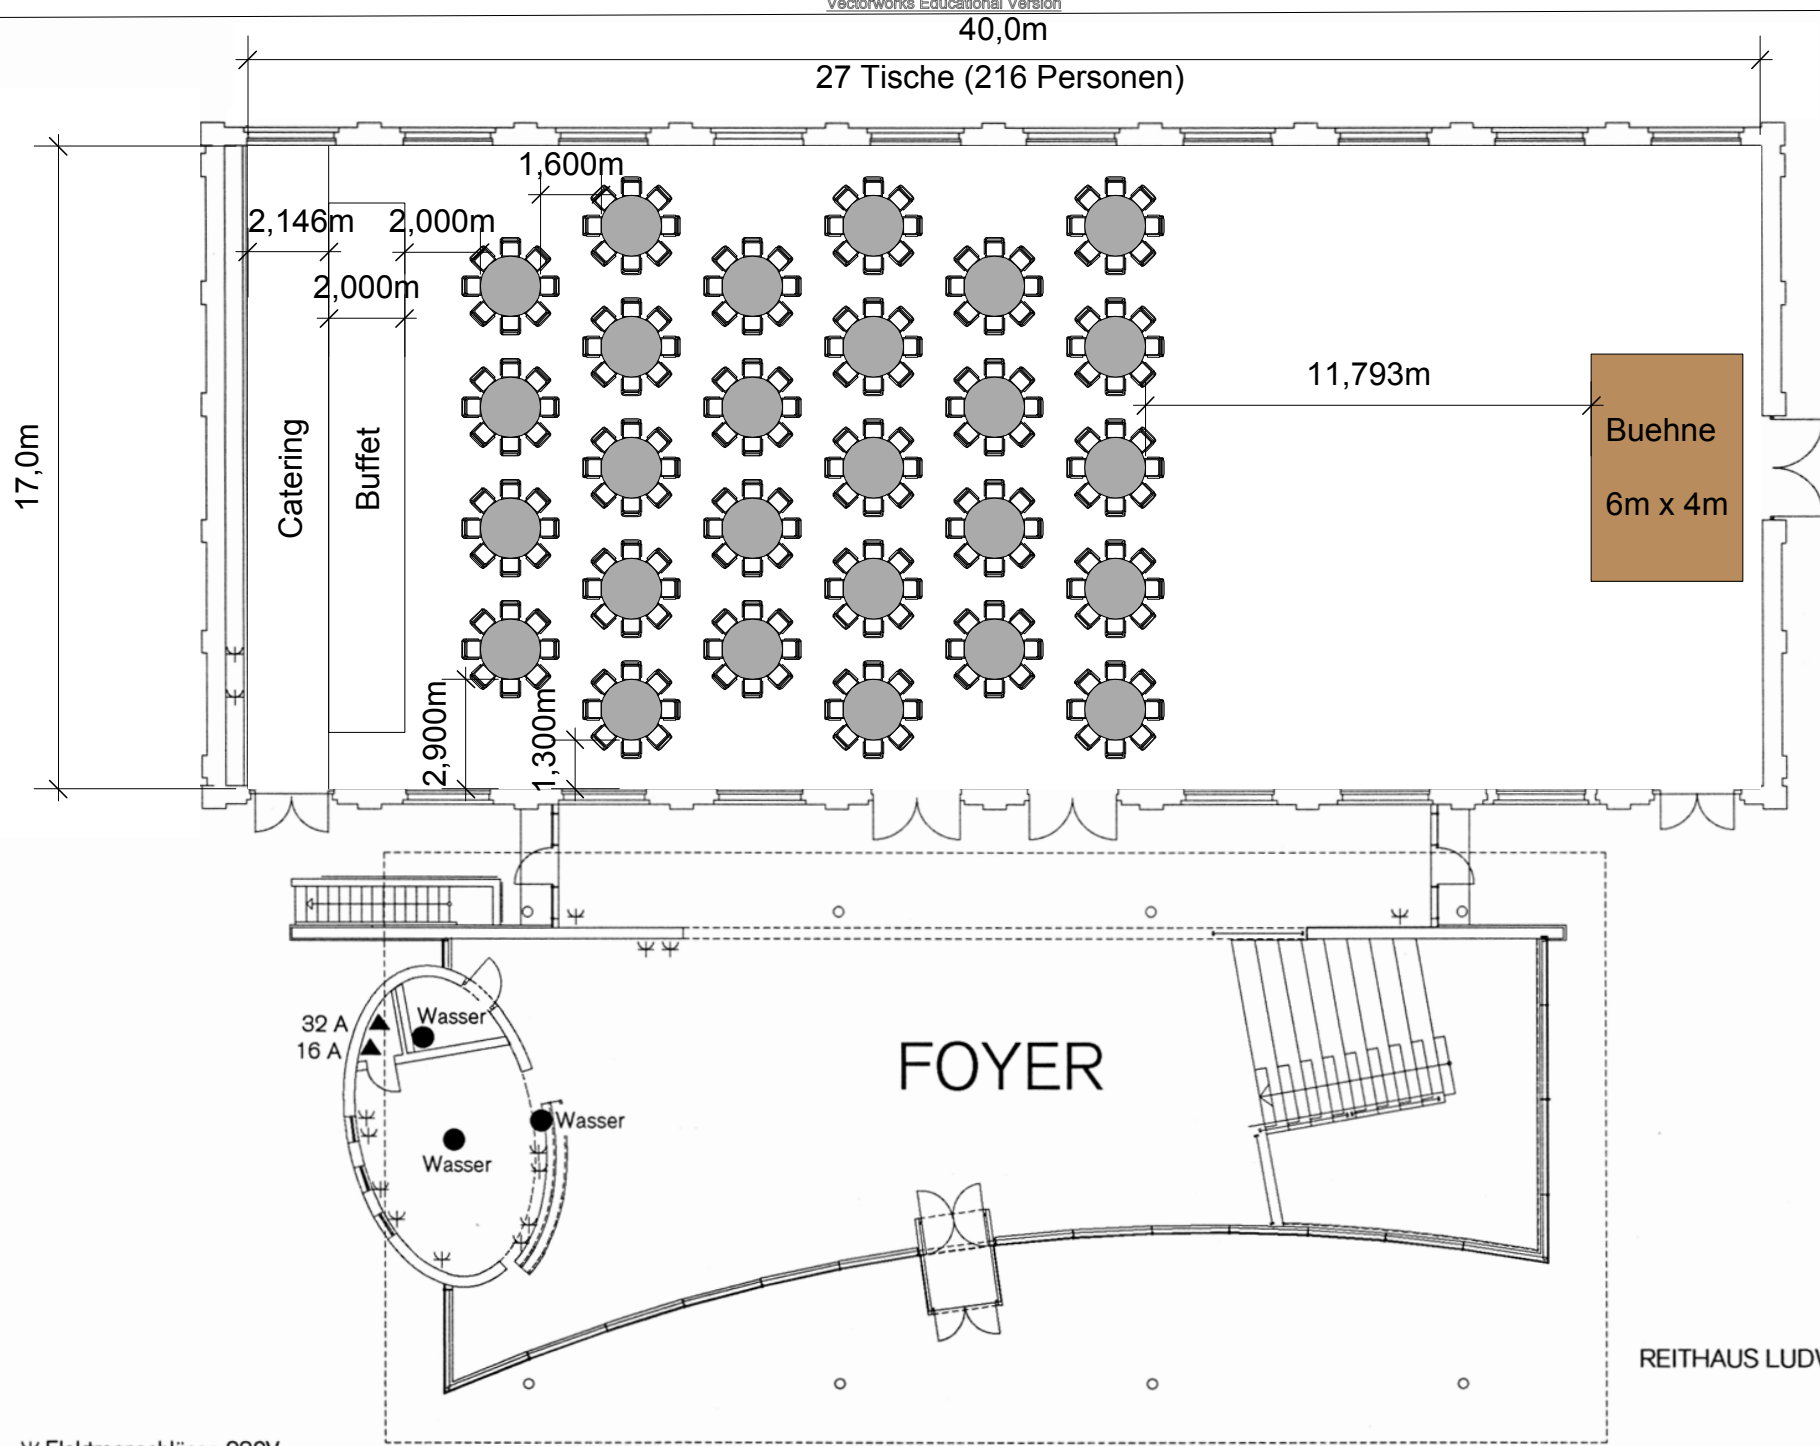 Vectorworks Educational Version
40,0m
27 Tische (216 Personen)
1,600m
2,146m
2,000m
2,000m
11,793m
17,0m
Catering
Buffet
Buehne
6m x 4m
2,900m
1,300m
32 A
16 A
Wasser
FOYER
Wasser
Wasser
REITHAUS